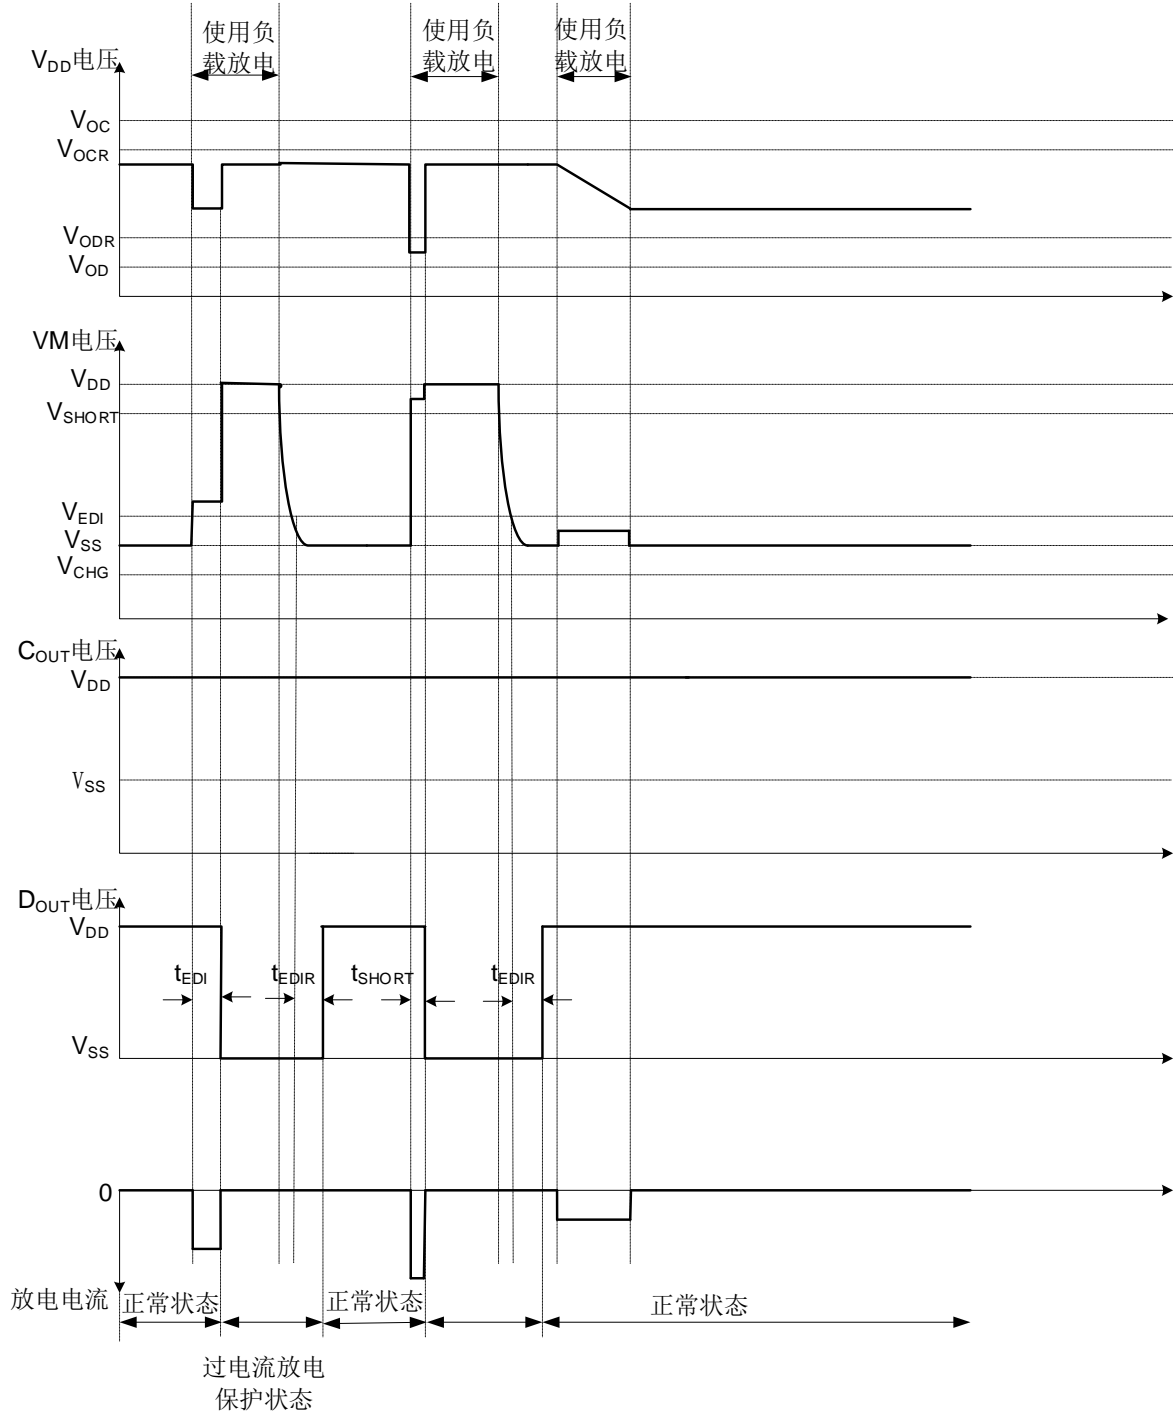 使用负
载放电
使用负
载放电
使用负
载放电
VDD电压
VOC
VOCR
VODR
VOD
VM电压
VDD
VSHORT
VEDI
VSS
VCHG
COUT电压
VDD
VSS
DOUT电压
VDD
tEDI
tEDIR
tSHORT
tEDIR
VSS
0
放电电流
正常状态
正常状态
正常状态
过电流放电
保护状态